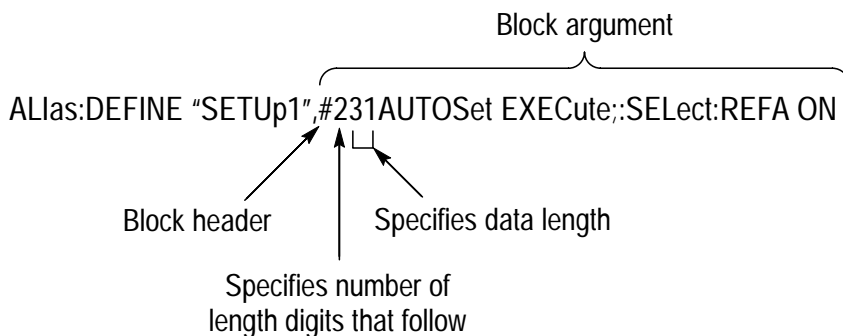 Block argument
ALIas:DEFINE “SETUp1”,#231AUTOSet EXECute;:SELect:REFA ON
Block header
Specifies data length
Specifies number of
length digits that follow